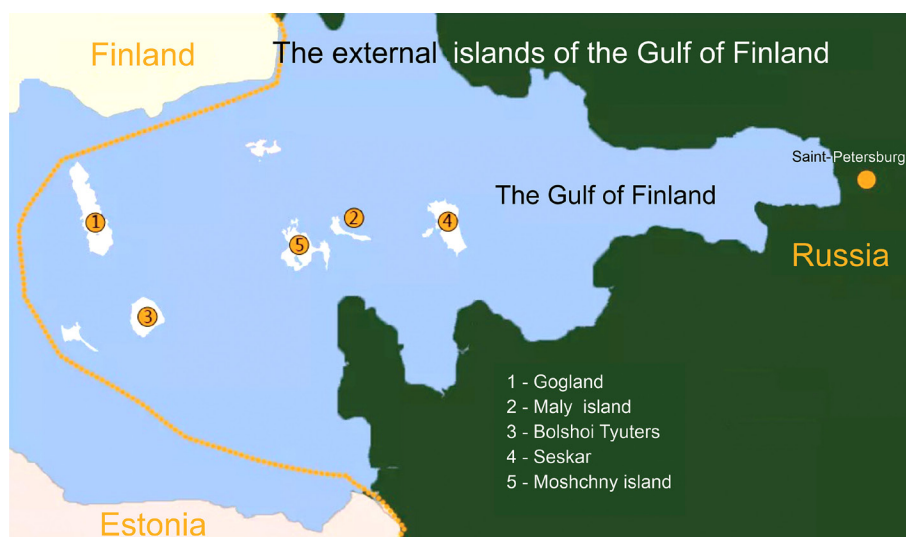 Finland
The external islands of the Gulf of Finland
Saint-Petersburg
The Gulf of Finland
1
2
4
5
Russia
3
1 - Gogland
2 - Maly island
3 - Bolshoi Tyuters
4 - Seskar
5 - Moshchny island
Estonia